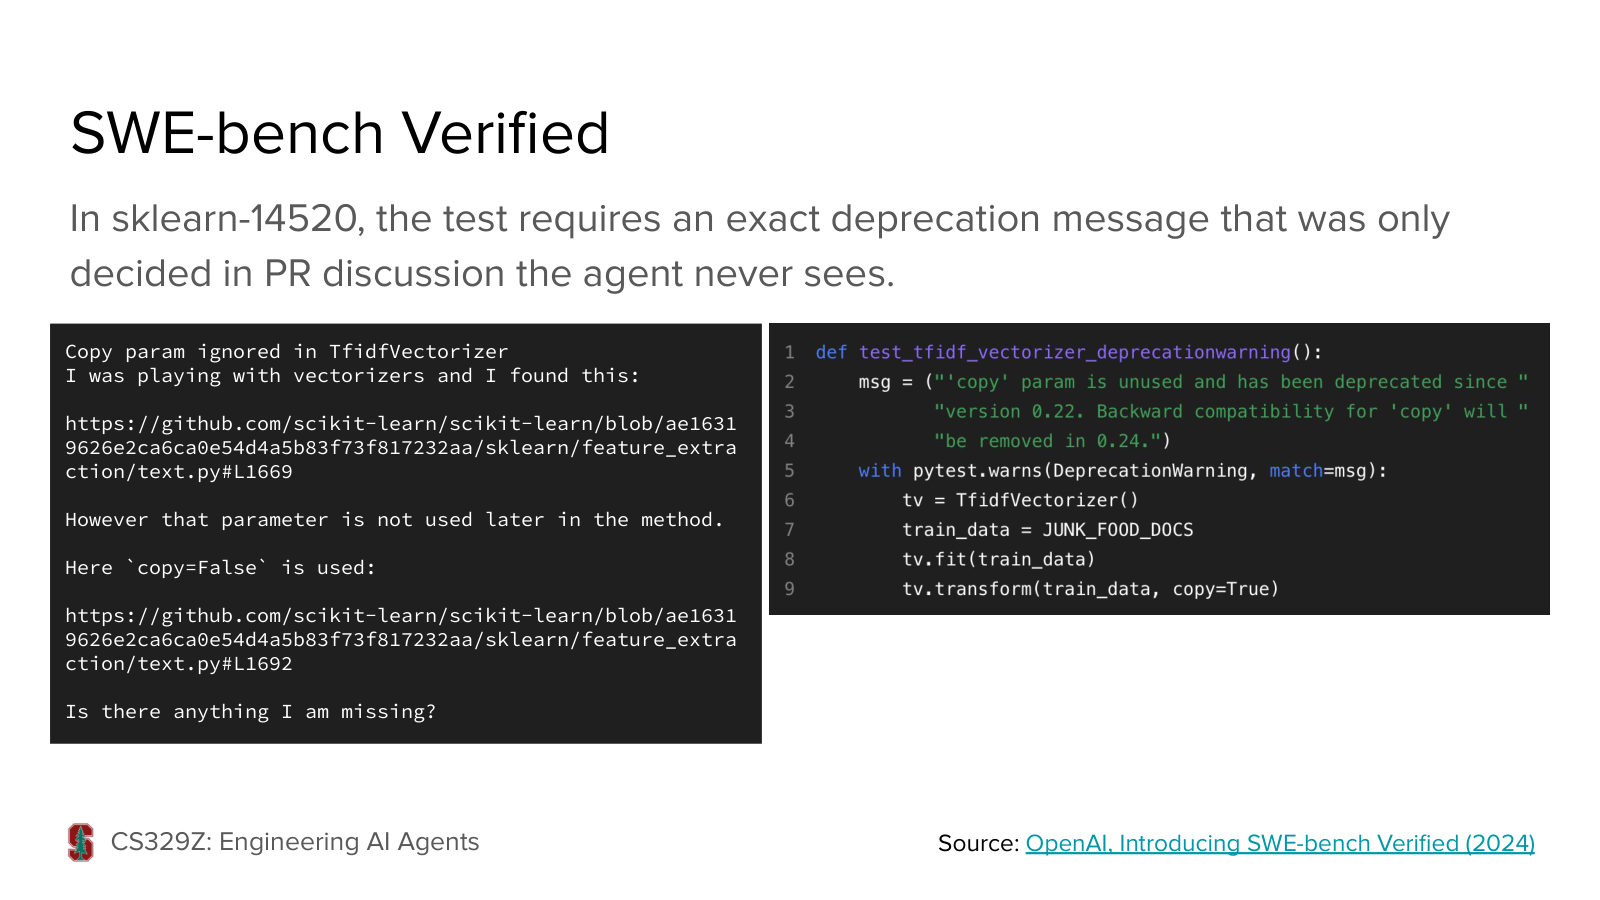 SWE-bench Verified
In sklearn-14520, the test requires an exact deprecation message that was only
decided in PR discussion the agent never sees.
Copy param ignored in TfidfVectorizer
I was playing with vectorizers and I found this:
https://github.com/scikit-learn/scikit-learn/blob/ae1631
9626e2ca6ca0e54d4a5b83f73f817232aa/sklearn/feature_extra
ction/text.py#L1669
However that parameter is not used later in the method.
Here `copy=False` is used:
https://github.com/scikit-learn/scikit-learn/blob/ae1631
9626e2ca6ca0e54d4a5b83f73f817232aa/sklearn/feature_extra
ction/text.py#L1692
Is there anything I am missing?
1 def test_tfidf_vectorizer_deprecationwarning():
2     msg = ("'copy' param is unused and has been deprecated since "
3            "version 0.22. Backward compatibility for 'copy' will "
4            "be removed in 0.24.")
5     with pytest.warns(DeprecationWarning, match=msg):
6         tv = TfidfVectorizer()
7         train_data = JUNK_FOOD_DOCS
8         tv.fit(train_data)
9         tv.transform(train_data, copy=True)
S
CS329Z: Engineering AI Agents
Source: OpenAI, Introducing SWE-bench Verified (2024)